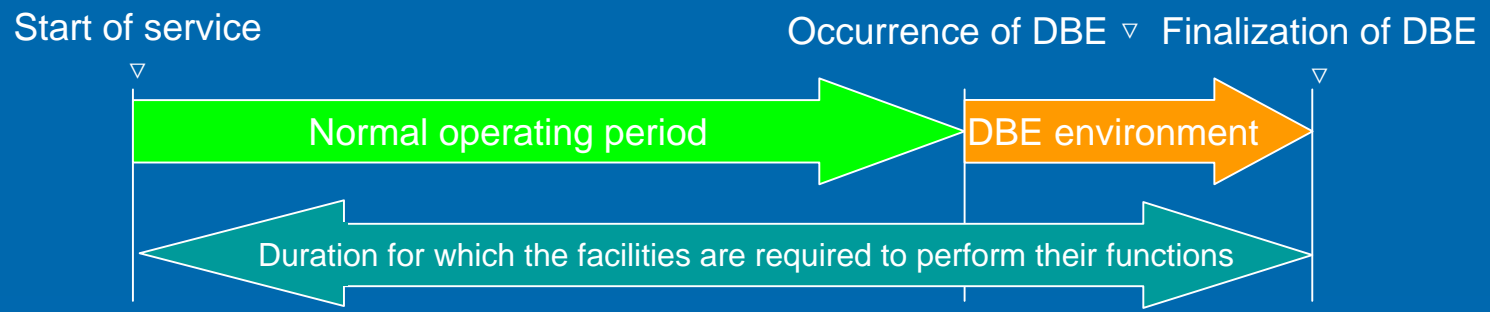 Start of service
Occurrence of DBE ▽ Finalization of DBE
▽
▽
Normal operating period
DBE environment
Duration for which the facilities are required to perform their functions